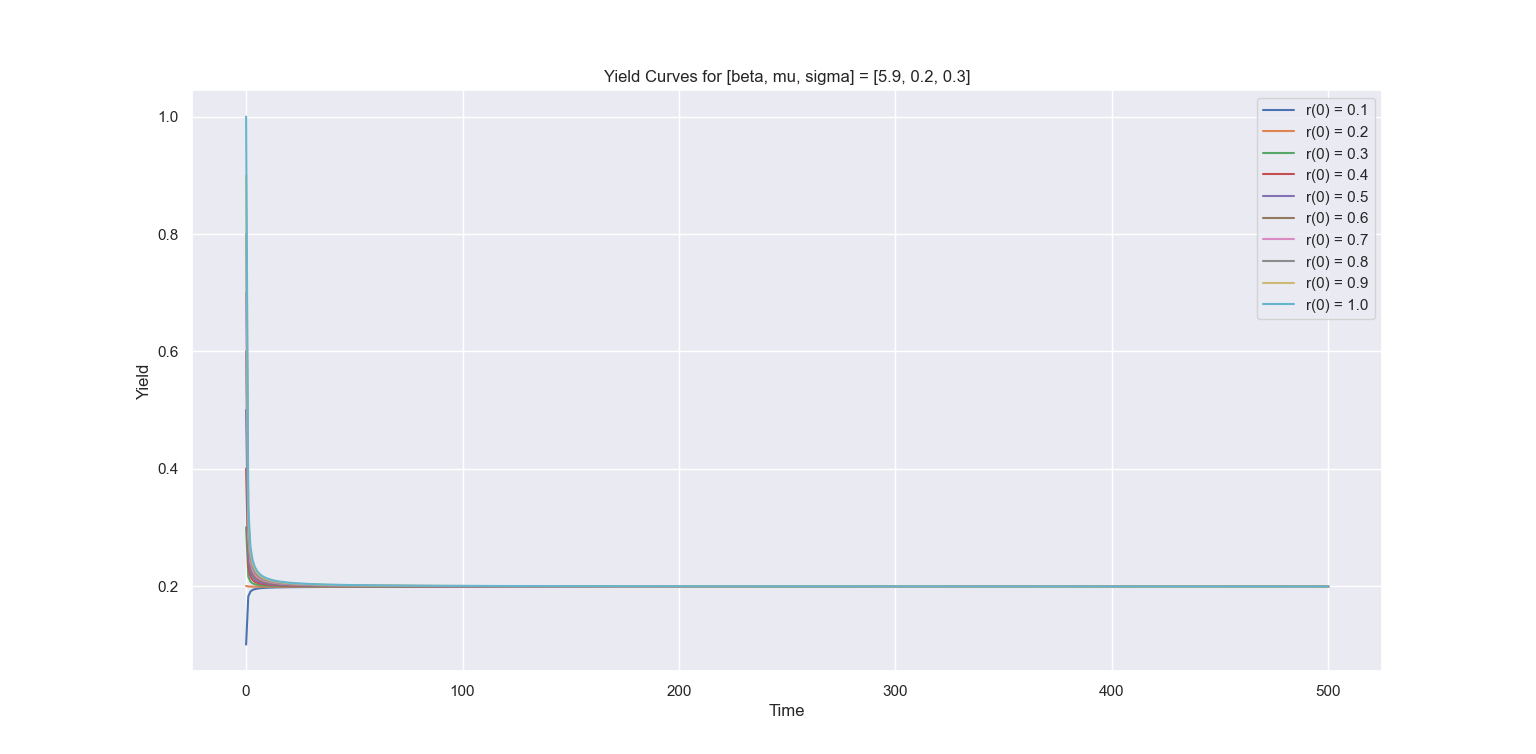 Yield Curves for [beta, mu, sigma] = [5.9, 0.2, 0.3]
r(0) = 0.1
r(0) = 0.2
r(0) = 0.3
r(0) = 0.4
r(0) = 0.5
r(0) = 0.6
r(0) = 0.7
r(0) = 0.8
r(0) = 0.9
r(0) = 1.0
Yield
1.0
0.8
0.6
0.4
0.2
0 100 200 300 400 500
Time